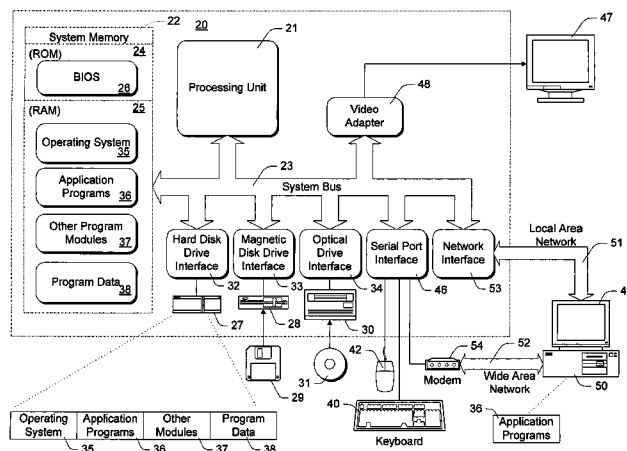 22
20
System Memory
(ROM) 24
BIOS
26
(RAM) 25
Operating
System 35
Application
Programs 36
Other Program
Modules 37
Program Data
38
21
Processing Unit
47
Video
Adapter
48
23
System Bus
Hard Disk
Drive
Interface
32
Magnetic
Disk Drive
Interface
33
Optical
Drive
Interface
34
Serial Port
Interface
46
Network
Interface
53
Local Area
Network
51
27
28
30
29
31
42
54
Modem
52
Wide Area
Network
50
40
Keyboard
36
Application
Programs
Operating
System
Application
Programs
Other
Modules
Program
Data
35
36
37
38